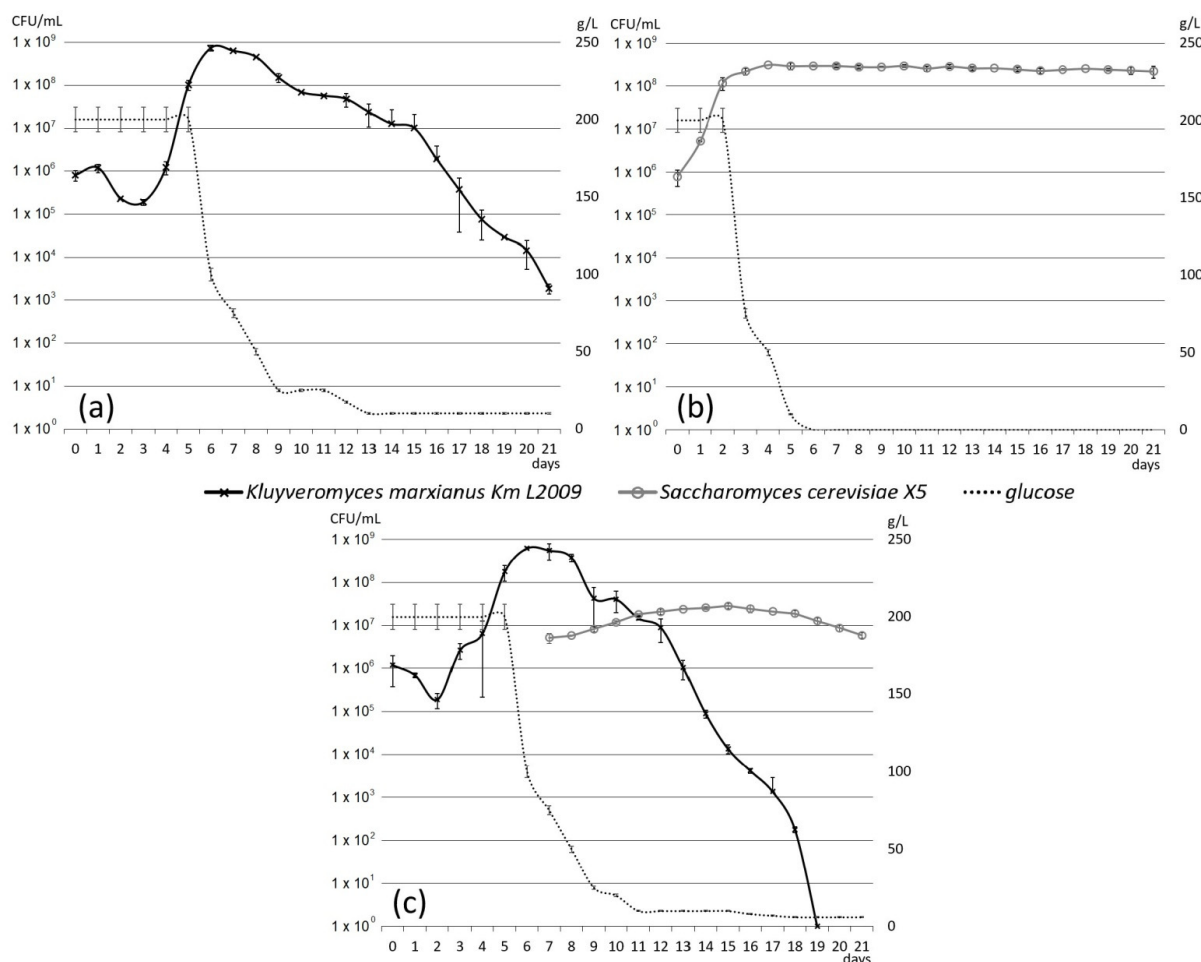 CFU/mL g/L
1 x 10⁹ 250
1 x 10⁸
1 x 10⁷ 200
1 x 10⁶
1 x 10⁵ 150
1 x 10⁴
1 x 10³ 100
1 x 10²
1 x 10¹ 50
1 x 10⁰ 0
(a)
0 1 2 3 4 5 6 7 8 9 10 11 12 13 14 15 16 17 18 19 20 21
days
CFU/mL g/L
1 x 10⁹ 250
1 x 10⁸
1 x 10⁷ 200
1 x 10⁶
1 x 10⁵ 150
1 x 10⁴
1 x 10³ 100
1 x 10²
1 x 10¹ 50
1 x 10⁰ 0
(b)
0 1 2 3 4 5 6 7 8 9 10 11 12 13 14 15 16 17 18 19 20 21
days
Kluyveromyces marxianus Km L2009 Saccharomyces cerevisiae X5 glucose
CFU/mL g/L
1 x 10⁹ 250
1 x 10⁸
1 x 10⁷ 200
1 x 10⁶
1 x 10⁵ 150
1 x 10⁴
1 x 10³ 100
1 x 10²
1 x 10¹ 50
1 x 10⁰ 0
(c)
0 1 2 3 4 5 6 7 8 9 10 11 12 13 14 15 16 17 18 19 20 21
days